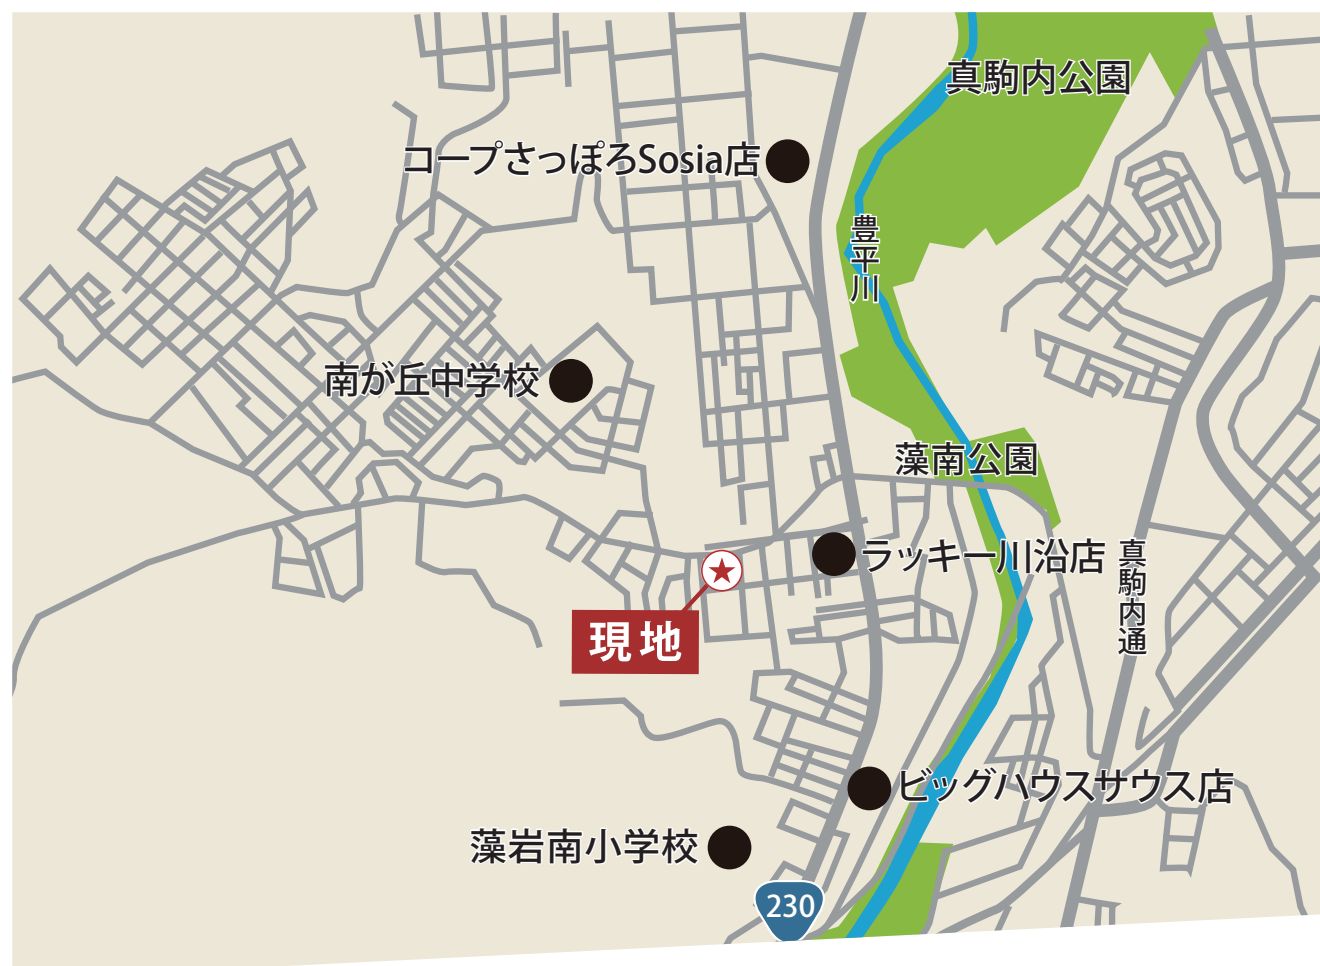 真駒内公園
コープさっぽろSosia店
豊平川
南が丘中学校
藻南公園
ラッキー川沿店
真駒内通
現地
ビッグハウスサウス店
藻岩南小学校
230